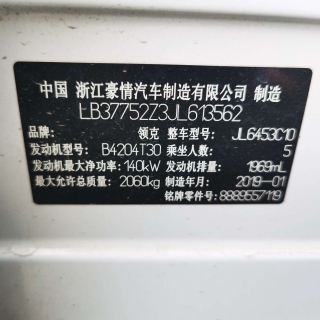 中国 浙江豪情汽车制造有限公司 制造
LB37752Z3JL613562
品牌: 领克 整车型号: JL6453C10
发动机型号: B4204T30 乘坐人数: 5
发动机最大净功率: 140kW 发动机排量: 1969mL
最大允许总质量: 2060kg 制造年月: 2019-01
铭牌零件号: 8889557119